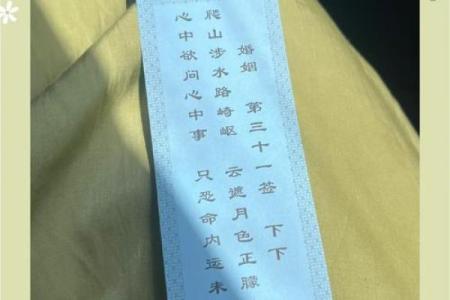 婚姻 第三十一签 下下
爬山涉水路崎岖 云遮月色正朦
心中欲问心中事 只恐命内运未